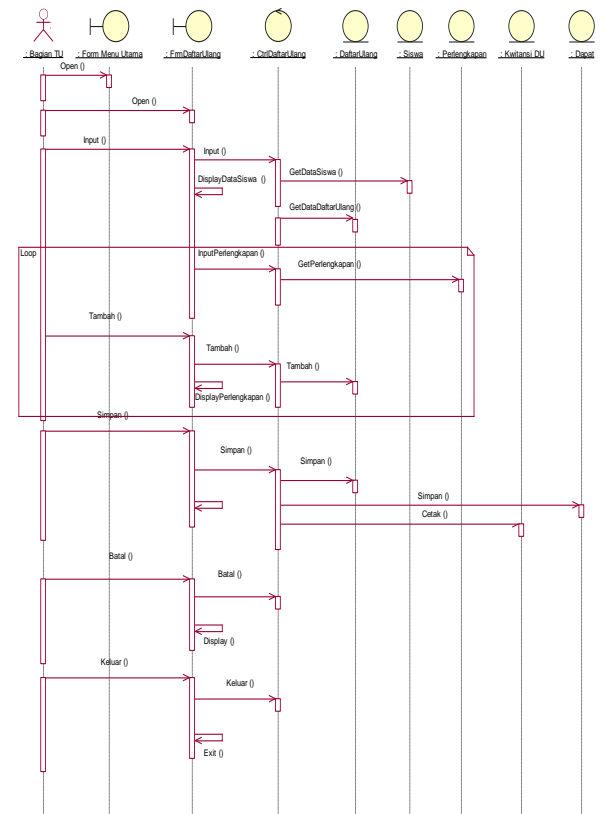 : Bagian TU : Form Menu Utama : FrmDaftarUlang : CtrlDaftarUlang : DaftarUlang : Siswa : Perlengkapan : Kwitansi DU : Dapat
Open ()
Open ()
Input ()
Input ()
GetDataSiswa ()
DisplayDataSiswa ()
GetDataDaftarUlang ()
Loop
InputPerlengkapan ()
GetPerlengkapan ()
Tambah ()
Tambah ()
Tambah ()
DisplayPerlengkapan ()
Simpan ()
Simpan ()
Simpan ()
Simpan ()
Cetak ()
Batal ()
Batal ()
Display ()
Keluar ()
Keluar ()
Exit ()